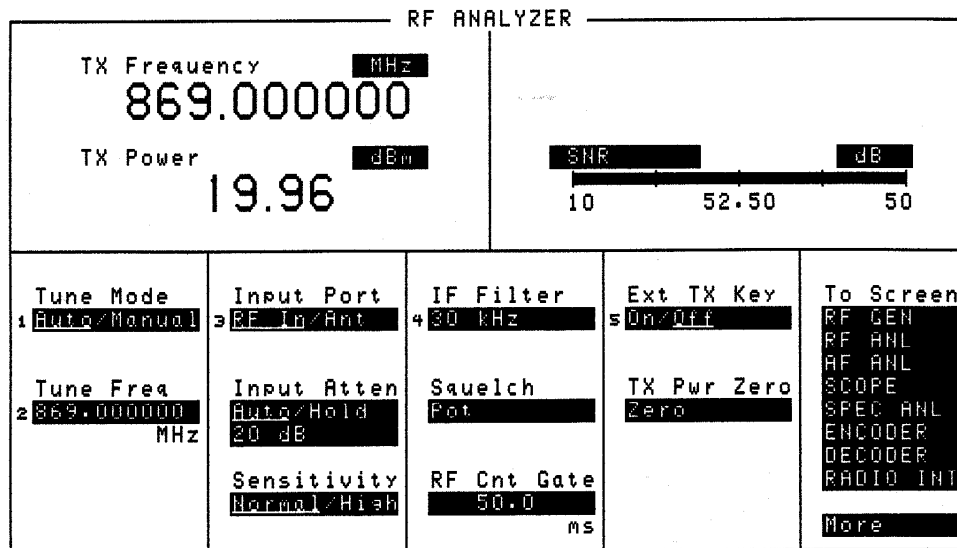 RF ANALYZER
TX Frequency MHz
869.000000
TX Power dBm
19.96
SNR dB
10 52.50 50
Tune Mode
1 Auto/Manual
Tune Freq
2 869.000000
MHz
Input Port
3 RF In/Ant
Input Atten
Auto/Hold
20 dB
Sensitivity
Normal/High
IF Filter
4 30 kHz
Squelch
Pot
RF Cnt Gate
50.0
ms
Ext TX Key
5 On/Off
TX Pwr Zero
Zero
To Screen
RF GEN
RF ANL
AF ANL
SCOPE
SPEC ANL
ENCODER
DECODER
RADIO INT
More